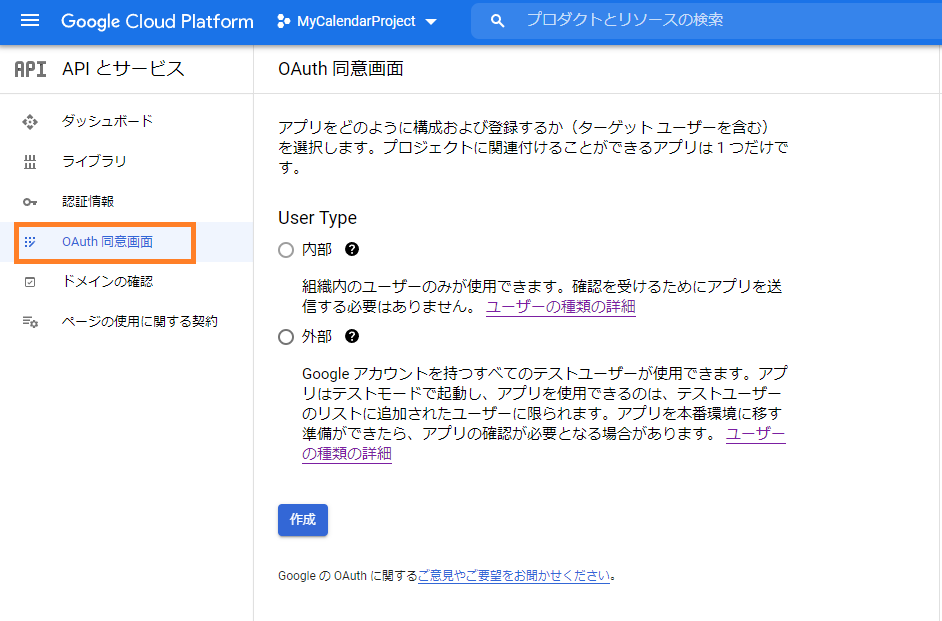 Google Cloud Platform
MyCalendarProject
プロダクトとリソースの検索
API
API とサービス
OAuth 同意画面
ダッシュボード
ライブラリ
認証情報
OAuth 同意画面
ドメインの確認
ページの使用に関する契約
アプリをどのように構成および登録するか（ターゲット ユーザーを含む）
を選択します。プロジェクトに関連付けることができるアプリは 1 つだけで
す。
User Type
内部
組織内のユーザーのみが使用できます。確認を受けるためにアプリを送
信する必要はありません。 ユーザーの種類の詳細
外部
Google アカウントを持つすべてのテストユーザーが使用できます。アプ
リはテストモードで起動し、アプリを使用できるのは、テストユーザー
のリストに追加されたユーザーに限られます。アプリを本番環境に移す
準備ができたら、アプリの確認が必要となる場合があります。 ユーザー
の種類の詳細
作成
Google の OAuth に関するご意見やご要望をお聞かせください。